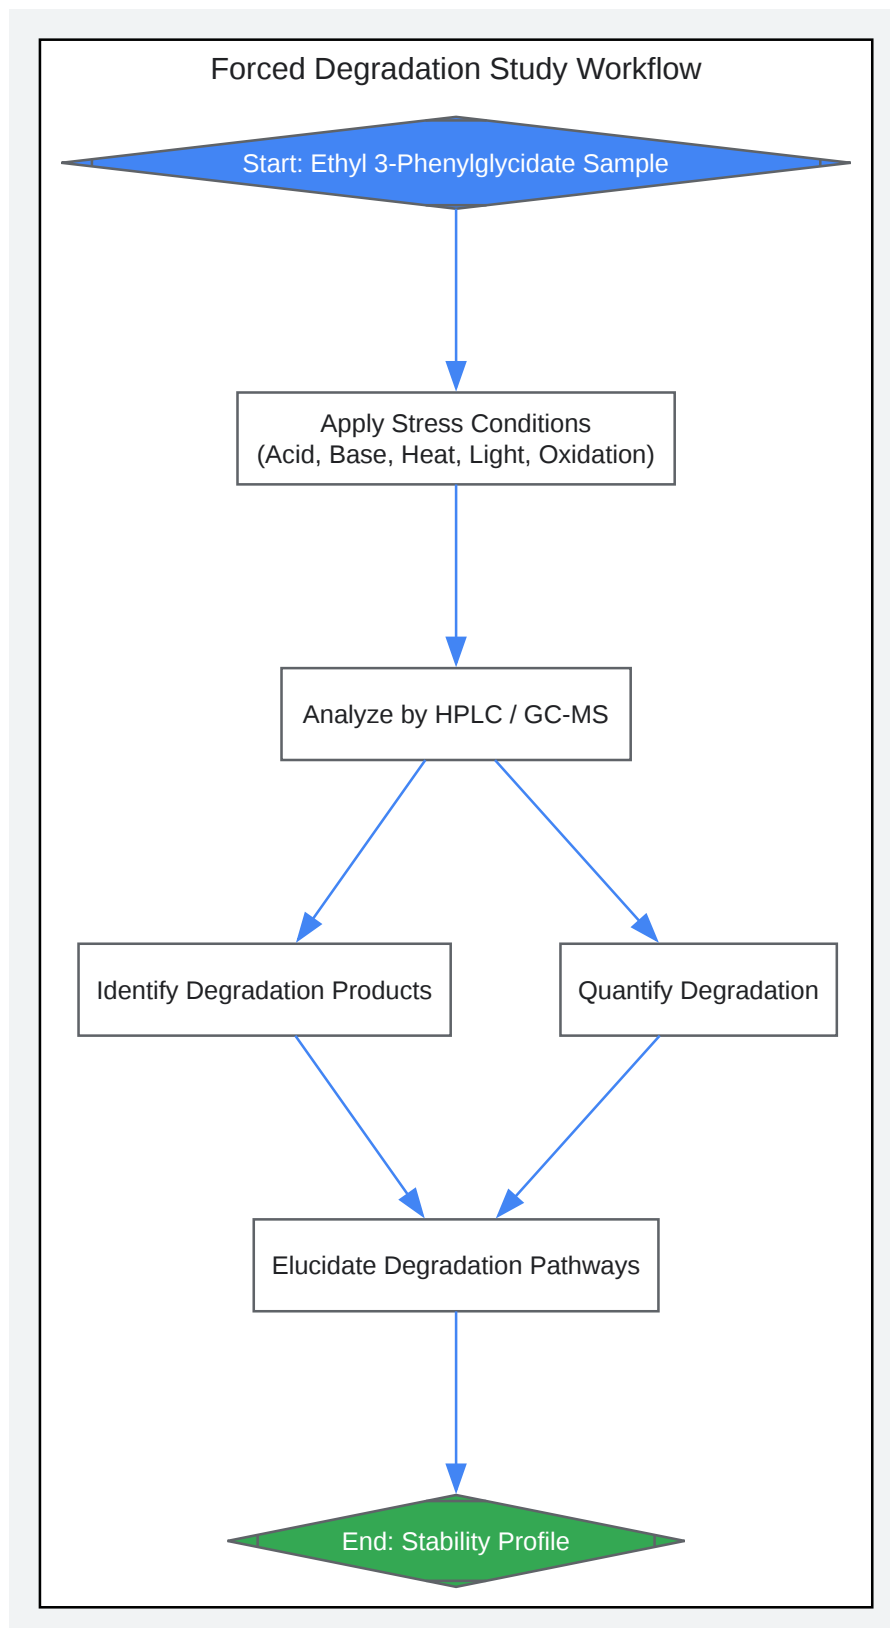 Forced Degradation Study Workflow
Start: Ethyl 3-Phenylglycidate Sample
Apply Stress Conditions
(Acid, Base, Heat, Light, Oxidation)
Analyze by HPLC / GC-MS
Identify Degradation Products
Quantify Degradation
Elucidate Degradation Pathways
End: Stability Profile